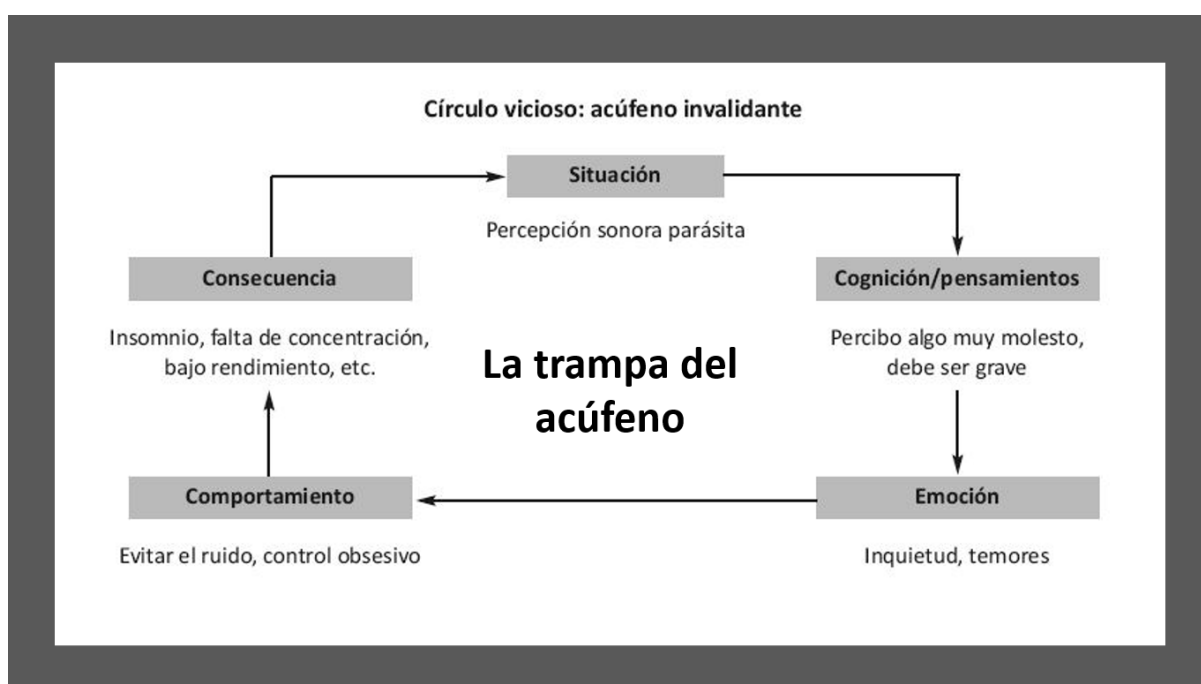 Círculo vicioso: acúfeno invalidante
Situación
Percepción sonora parásita
Cognición/pensamientos
Percibo algo muy molesto,
debe ser grave
Emoción
Inquietud, temores
Comportamiento
Evitar el ruido, control obsesivo
Consecuencia
Insomnio, falta de concentración,
bajo rendimiento, etc.
La trampa del
acúfeno